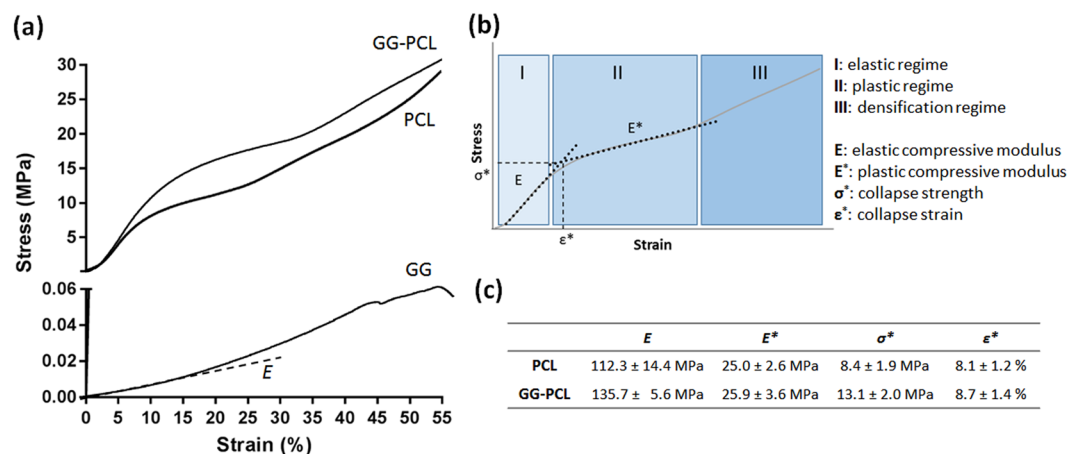 (a)
GG-PCL
PCL
30
25
20
15
10
5
Stress (MPa)
GG
0.06
0.04
0.02
0.00
E
0 5 10 15 20 25 30 35 40 45 50 55
Strain (%)
(b)
I II III
E*
E
Stress
σ*
ε*
Strain
I: elastic regime
II: plastic regime
III: densification regime
E: elastic compressive modulus
E*: plastic compressive modulus
σ*: collapse strength
ε*: collapse strain
(c)
E E* σ* ε*
PCL 112.3 ± 14.4 MPa 25.0 ± 2.6 MPa 8.4 ± 1.9 MPa 8.1 ± 1.2 %
GG-PCL 135.7 ± 5.6 MPa 25.9 ± 3.6 MPa 13.1 ± 2.0 MPa 8.7 ± 1.4 %